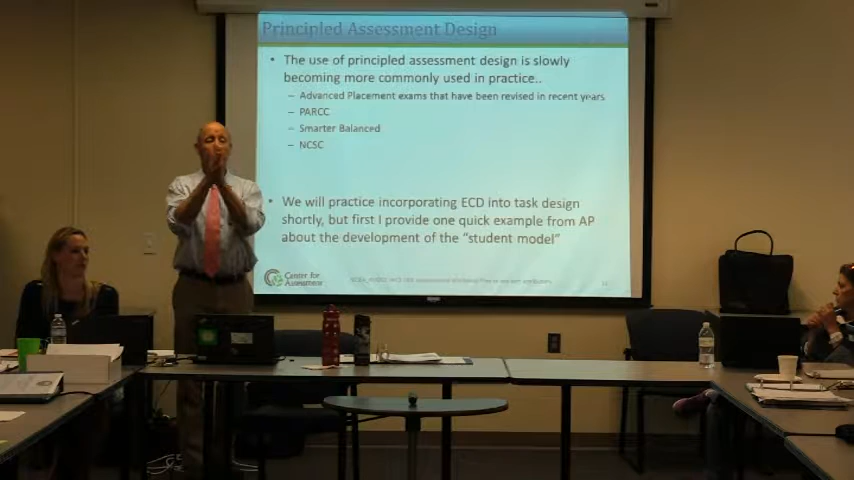 Principled Assessment Design
• The use of principled assessment design is slowly
becoming more commonly used in practice..
– Advanced Placement exams that have been revised in recent years
– PARCC
– Smarter Balanced
– NCSC
• We will practice incorporating ECD into task design
shortly, but first I provide one quick example from AP
about the development of the “student model”
Center for
Assessment